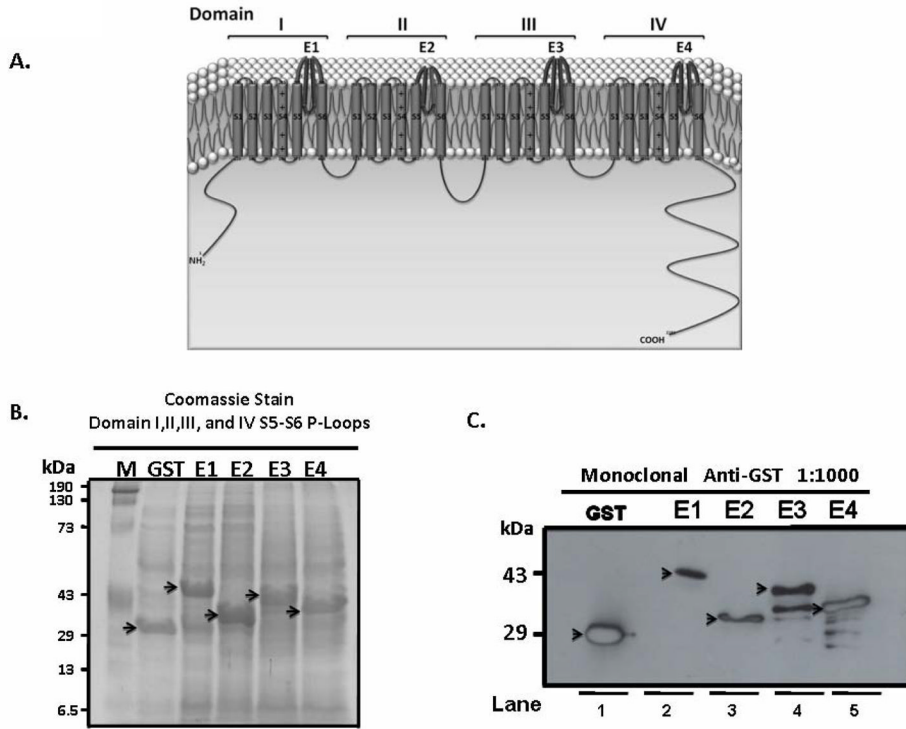 Domain
I II III IV
A.
E1 E2 E3 E4
S1 S2 S3 S4 S5 S6 S1 S2 S3 S4 S5 S6 S1 S2 S3 S4 S5 S6 S1 S2 S3 S4 S5 S6
NH2
COOH
B.
Coomassie Stain
Domain I,II,III, and IV S5-S6 P-Loops
kDa M GST E1 E2 E3 E4
190
130
73
43
29
13
6.5
C.
Monoclonal Anti-GST 1:1000
GST E1 E2 E3 E4
kDa
43
29
Lane 1 2 3 4 5